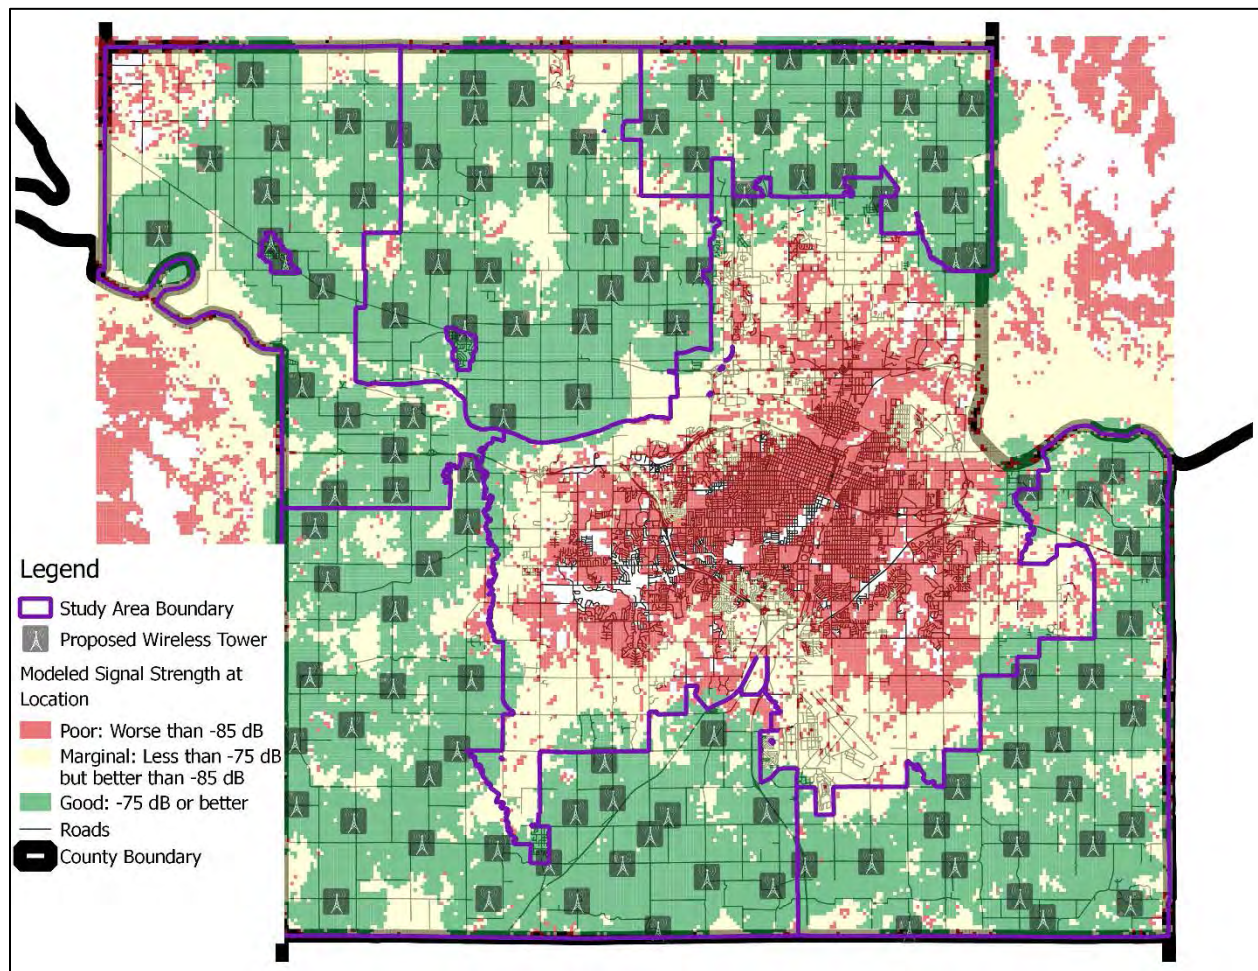 Legend
Study Area Boundary
Proposed Wireless Tower
Modeled Signal Strength at
Location
Poor: Worse than -85 dB
Marginal: Less than -75 dB
but better than -85 dB
Good: -75 dB or better
Roads
County Boundary